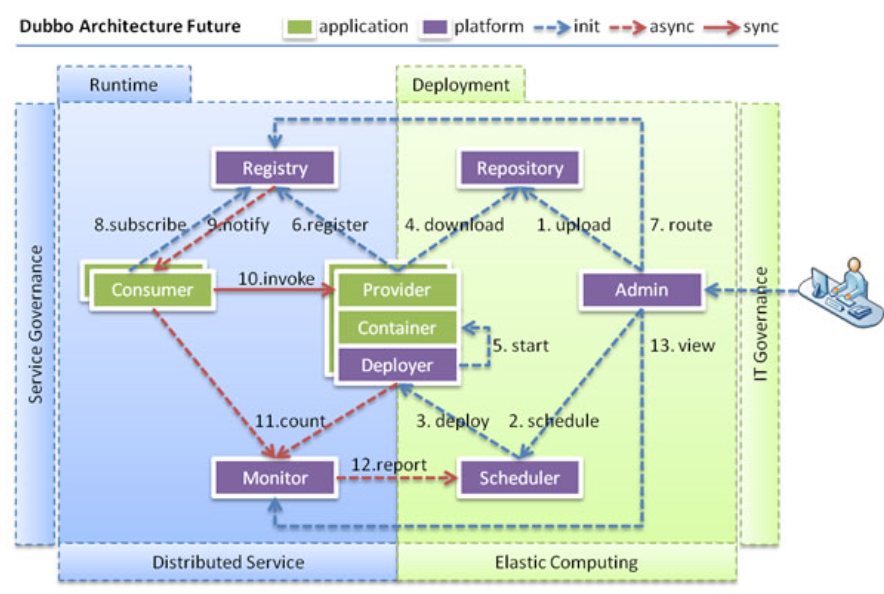 Dubbo Architecture Future
application
platform
init
async
sync
Runtime
Deployment
Registry
Repository
8.subscribe
9.notify
6.register
4. download
1. upload
7. route
Service Governance
Consumer
10.invoke
Provider
Container
Deployer
5. start
Admin
13. view
IT Governance
11.count
3. deploy
2. schedule
Monitor
12.report
Scheduler
Distributed Service
Elastic Computing